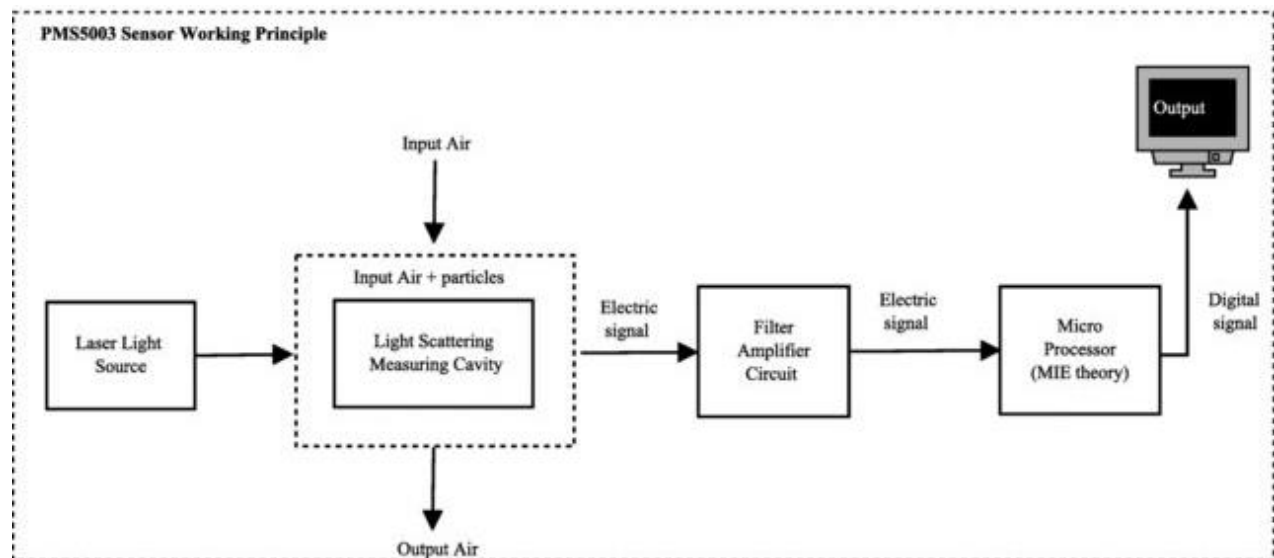 PMS5003 Sensor Working Principle
Output
Input Air
Input Air + particles
Laser Light
Source
Light Scattering
Measuring Cavity
Electric
signal
Filter
Amplifier
Circuit
Electric
signal
Micro
Processor
(MIE theory)
Digital
signal
Output Air